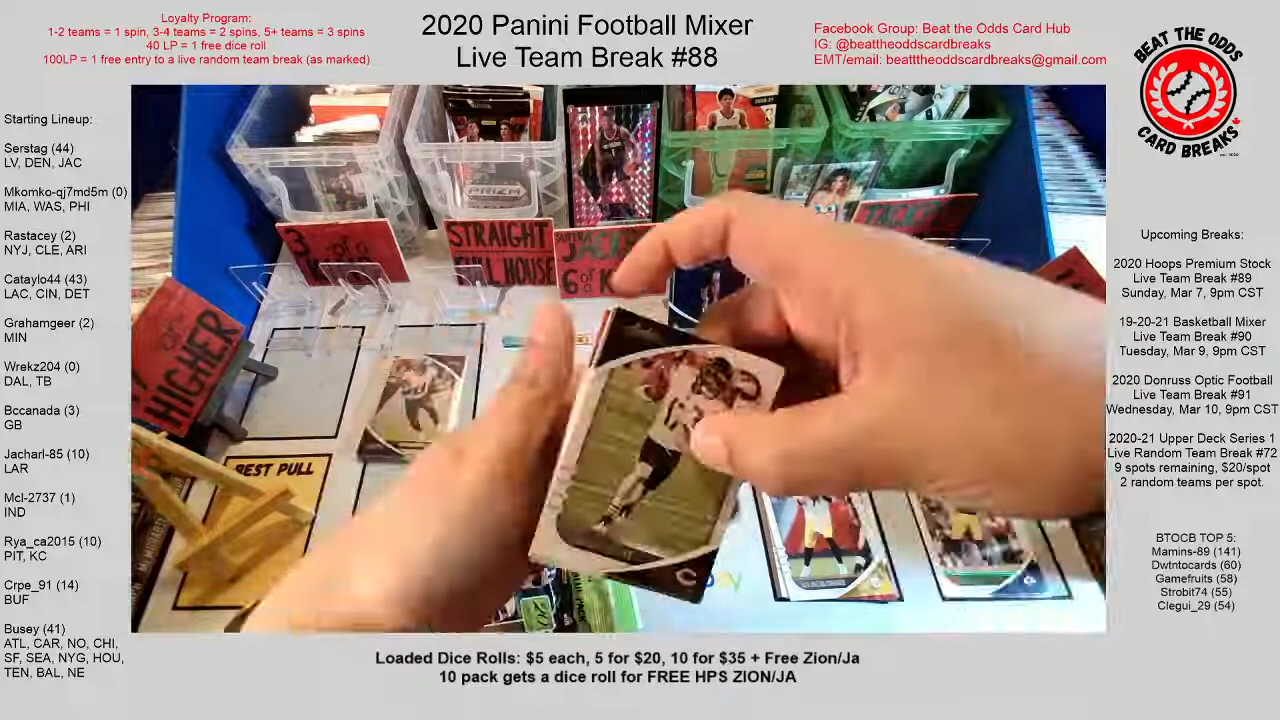 Loyalty Program:
1-2 teams = 1 spin, 3-4 teams = 2 spins, 5+ teams = 3 spins
40 LP = 1 free dice roll
100LP = 1 free entry to a live random team break (as marked)
2020 Panini Football Mixer
Live Team Break #88
Facebook Group: Beat the Odds Card Hub
IG: @beattheoddscardbreaks
EMT/email: beatttheoddscardbreaks@gmail.com
BEAT THE ODDS
CARD BREAKS
Starting Lineup:
Serstag (44)
LV, DEN, JAC
Mkomko-qj7md5m (0)
MIA, WAS, PHI
Rastacey (2)
NYJ, CLE, ARI
Cataylo44 (43)
LAC, CIN, DET
Grahamgeer (2)
MIN
Wrekz204 (0)
DAL, TB
Bccanada (3)
GB
Jacharl-85 (10)
LAR
Mcl-2737 (1)
IND
Rya_ca2015 (10)
PIT, KC
Crpe_91 (14)
BUF
Busey (41)
ATL, CAR, NO, CHI,
SF, SEA, NYG, HOU,
TEN, BAL, NE
PRIZM
3 of a
STRAIGHT
FULL HOUSE
JACK
6 of K
HIGHER
BEST PULL
Upcoming Breaks:
2020 Hoops Premium Stock
Live Team Break #89
Sunday, Mar 7, 9pm CST
19-20-21 Basketball Mixer
Live Team Break #90
Tuesday, Mar 9, 9pm CST
2020 Donruss Optic Football
Live Team Break #91
Wednesday, Mar 10, 9pm CST
2020-21 Upper Deck Series 1
Live Random Team Break #72
9 spots remaining, $20/spot
2 random teams per spot.
BTOCB TOP 5:
Mamins-89 (141)
Dwtntocards (60)
Gamefruits (58)
Strobit74 (55)
Clegui_29 (54)
Loaded Dice Rolls: $5 each, 5 for $20, 10 for $35 + Free Zion/Ja
10 pack gets a dice roll for FREE HPS ZION/JA